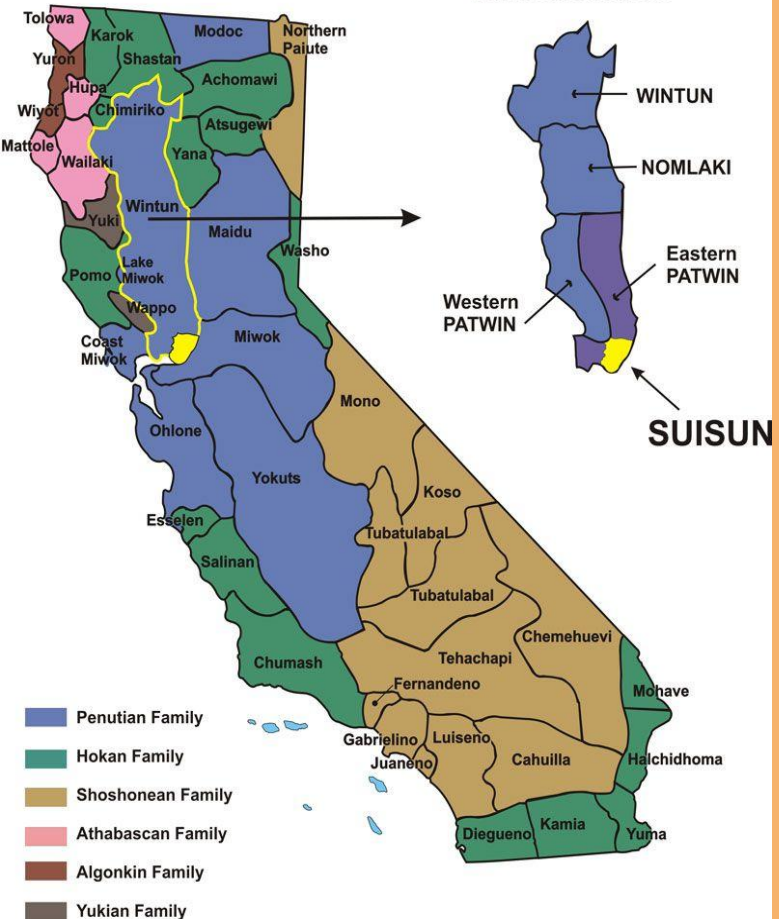 Tolowa
Karok
Modoc
Northern
Paiute
Yuron
Shastan
Hupa
Achomawi
Wiyot
Chimiriko
Atsugewi
Mattole
Wailaki
Yana
Wintun
Yuki
Maidu
Washo
Pomo
Lake
Miwok
Wappo
Coast
Miwok
Miwok
Mono
Ohlone
Yokuts
Koso
Esselen
Tubatulabal
Salinan
Tubatulabal
Chemehuevi
Chumash
Tehachapi
Fernandeno
Mohave
Gabrielino
Luiseno
Juaneno
Cahuilla
Halchidhoma
Diegueno
Kamia
Yuma
WINTUN
NOMLAKI
Eastern
PATWIN
Western
PATWIN
SUISUN
Penutian Family
Hokan Family
Shoshonean Family
Athabascan Family
Algonkin Family
Yukian Family